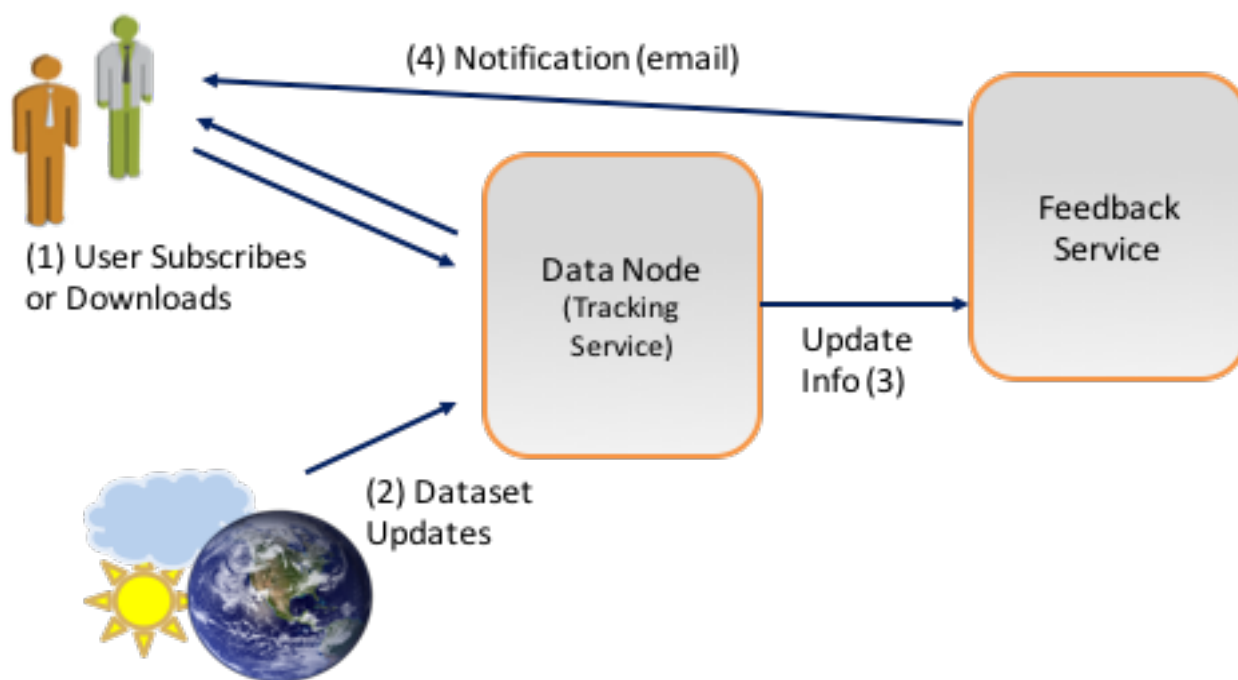 (4) Notification (email)
(1) User Subscribes
or Downloads
Data Node
(Tracking
Service)
Feedback
Service
Update
Info (3)
(2) Dataset
Updates